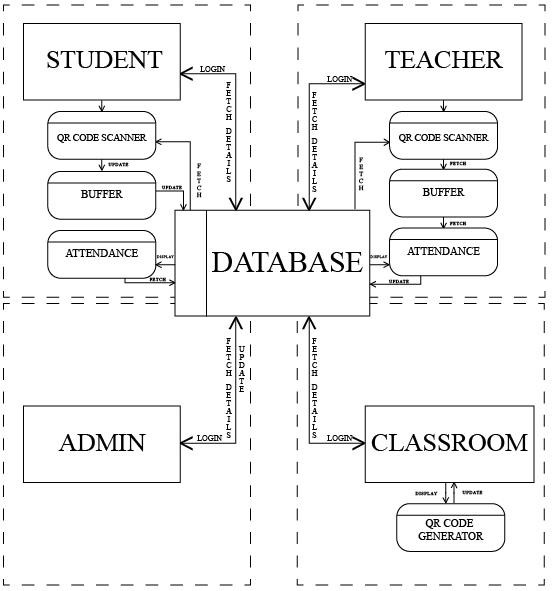 STUDENT
LOGIN
FETCH DETAILS
QR CODE SCANNER
UPDATE
FETCH
BUFFER
UPDATE
ATTENDANCE
DISPLAY
FETCH
TEACHER
LOGIN
FETCH DETAILS
QR CODE SCANNER
FETCH
FETCH
BUFFER
FETCH
ATTENDANCE
DISPLAY
UPDATE
DATABASE
ADMIN
LOGIN
FETCH DETAILS
UPDATE
CLASSROOM
LOGIN
FETCH DETAILS
DISPLAY
UPDATE
QR CODE
GENERATOR